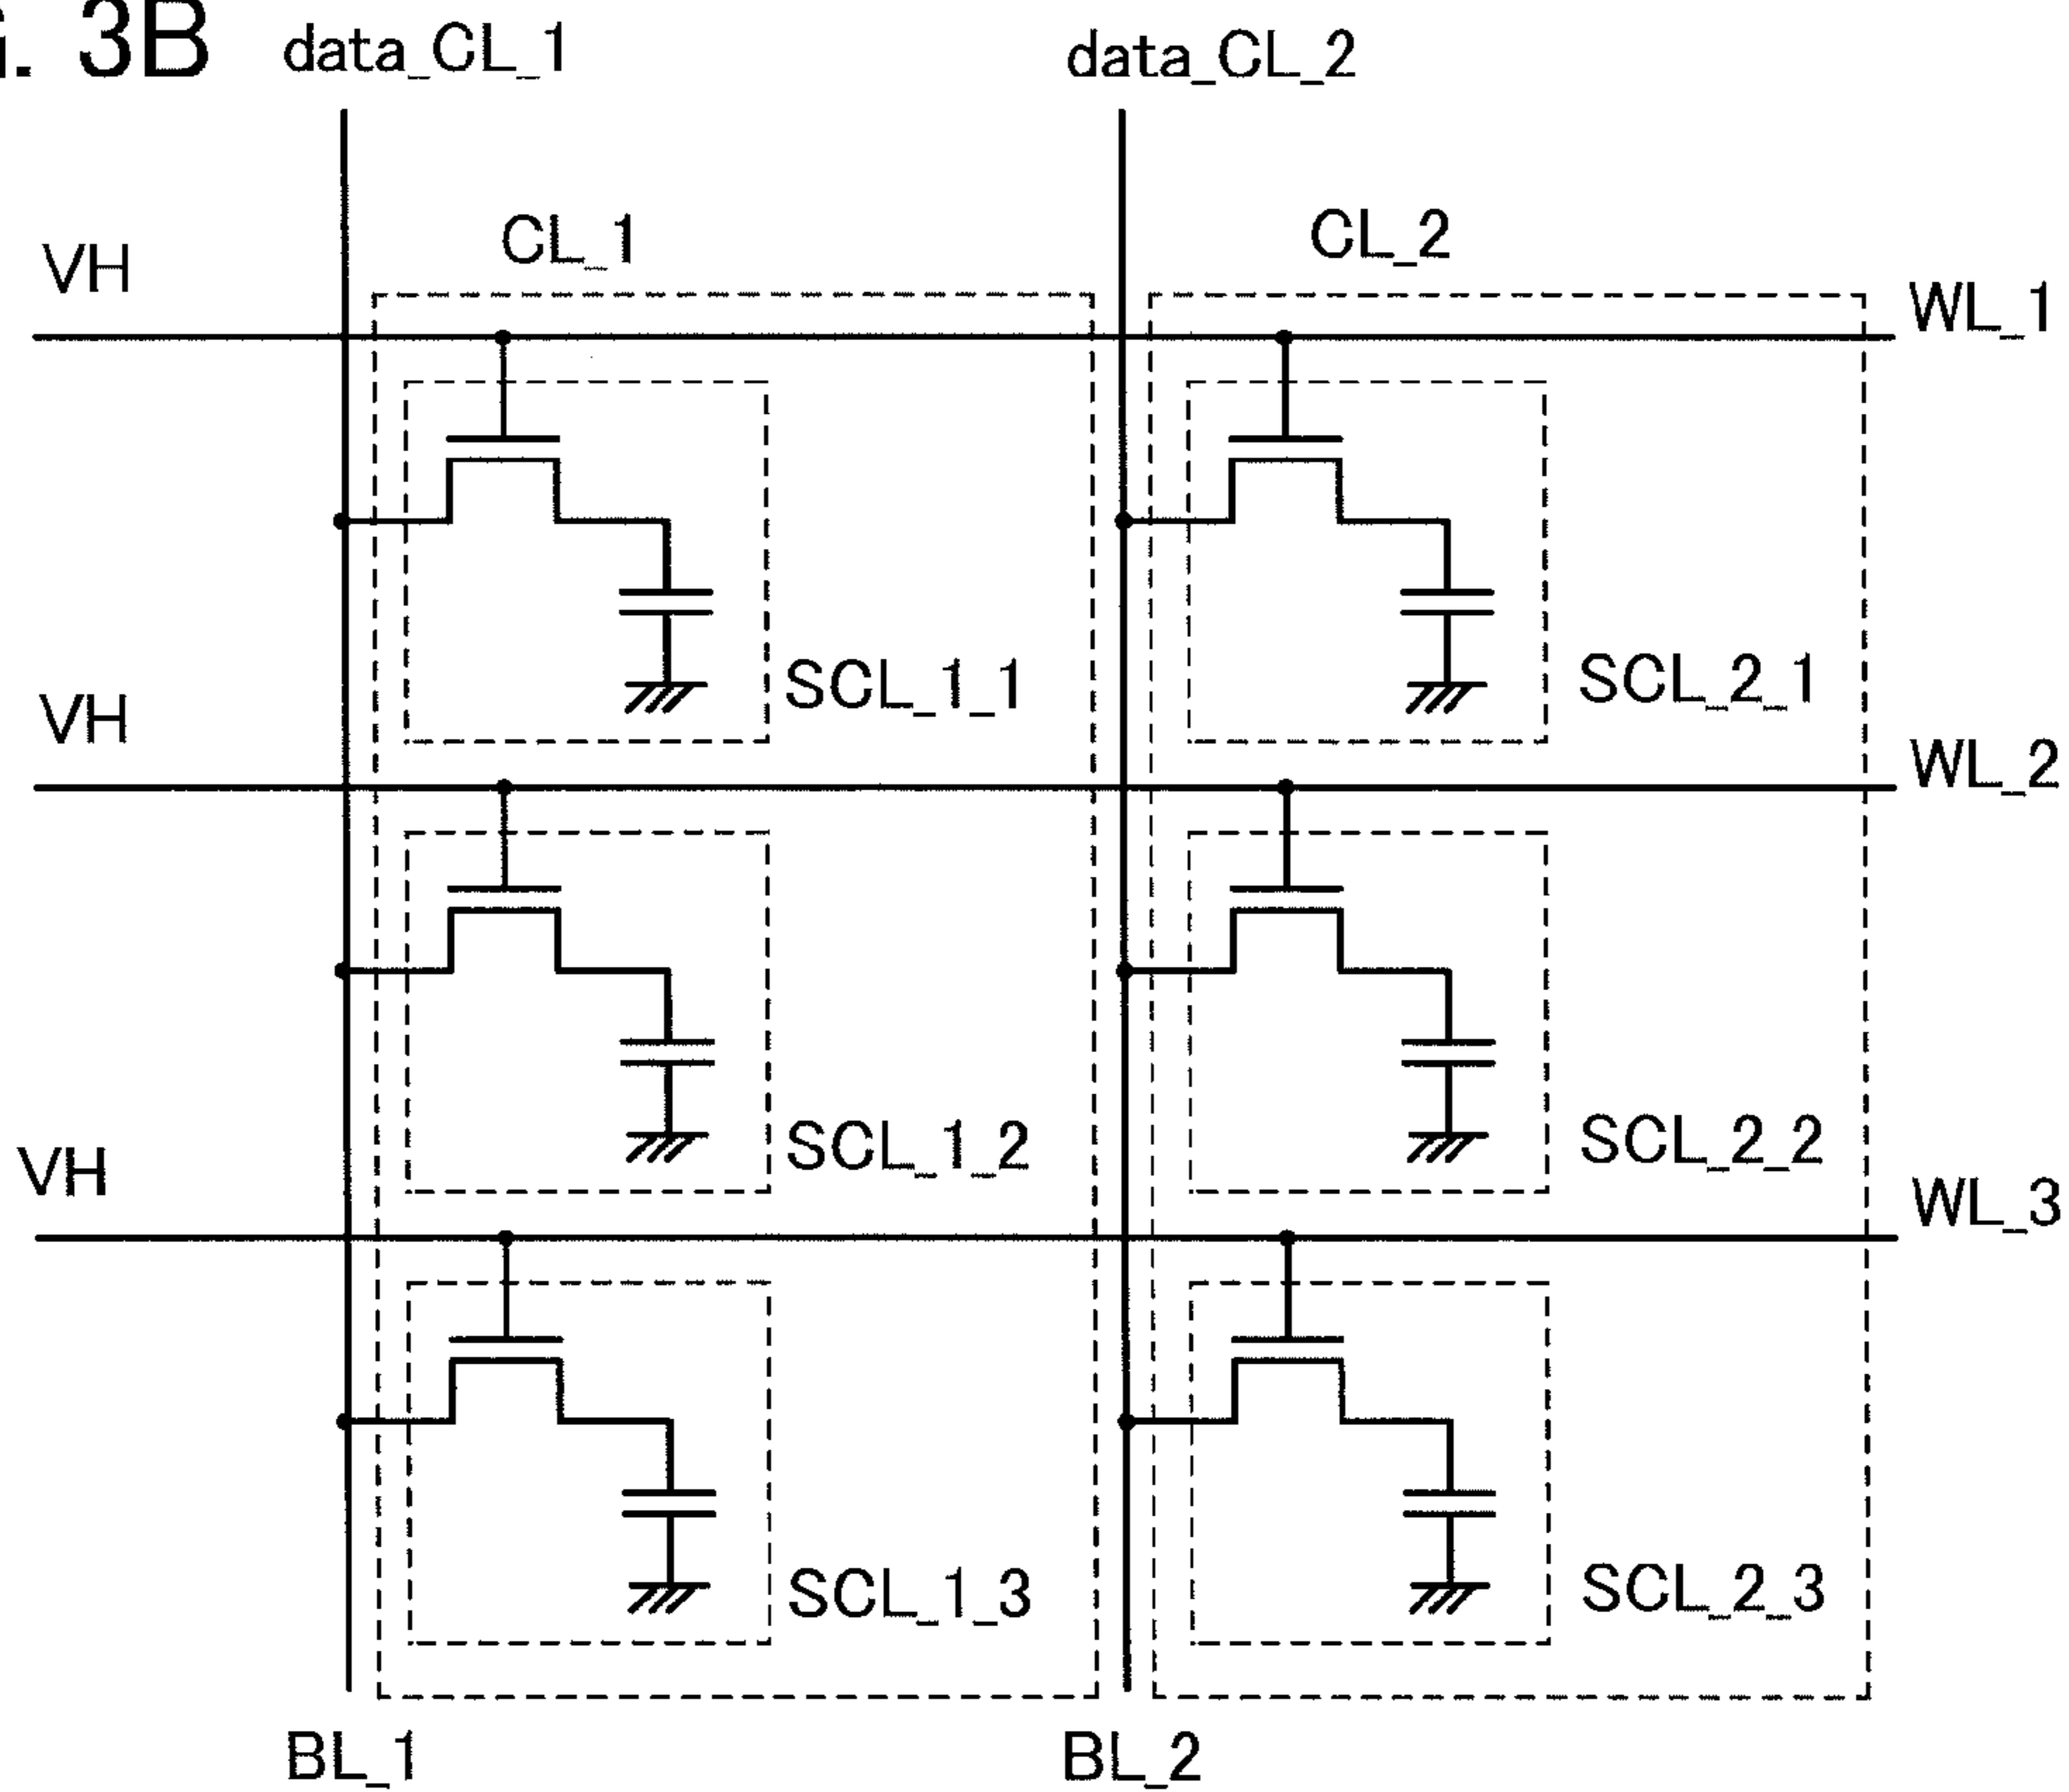 . 3B
data_CL_1
data_CL_2
CL_1
CL_2
VH
WL_1
SCL_1_1
SCL_2_1
VH
WL_2
SCL_1_2
SCL_2_2
VH
WL_3
SCL_1_3
SCL_2_3
BL_1
BL_2